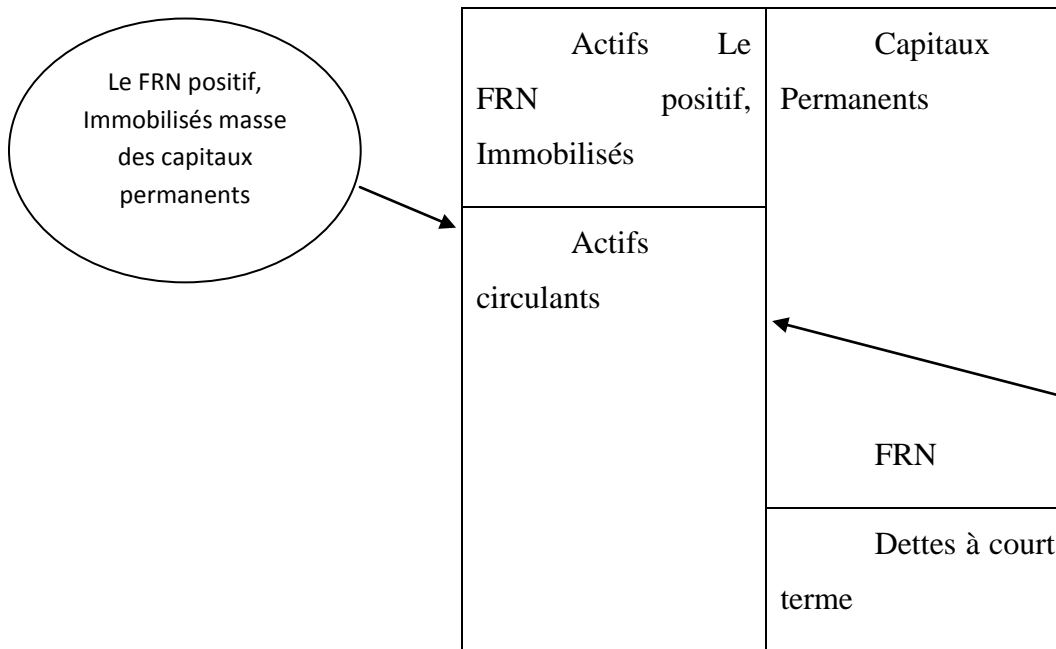 Le FRN positif,
Immobilisés masse
des capitaux
permanents
Actifs Le
FRN positif,
Immobilisés
Capitaux
Permanents
Actifs
circulants
FRN
Dettes à court
terme